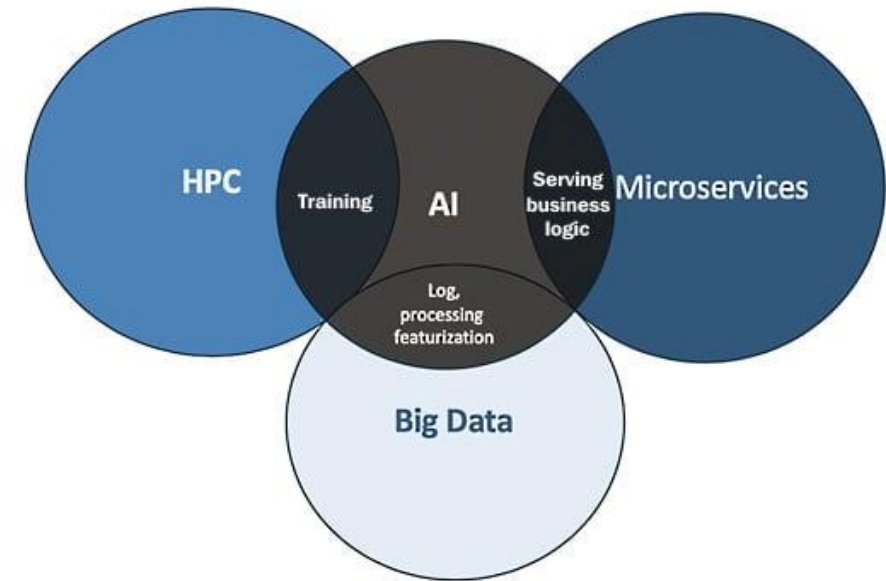 HPC
Training
AI
Serving
business
logic
Microservices
Log,
processing
featurization
Big Data